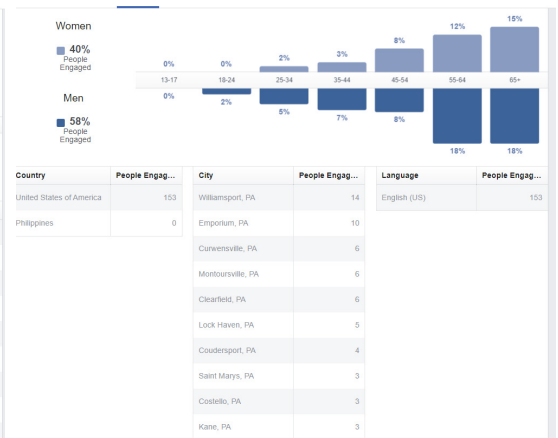 Women
40%
People
Engaged
0% 0% 2% 3% 8% 12% 15%
13-17 18-24 25-34 35-44 45-54 55-64 65+
Men
58%
People
Engaged
0% 2% 5% 7% 8% 18% 18%
Country People Engag...
United States of America 153
Philippines 0
City People Engag...
Williamsport, PA 14
Emporium, PA 10
Curwensville, PA 6
Montoursville, PA 6
Clearfield, PA 6
Lock Haven, PA 5
Coudersport, PA 4
Saint Marys, PA 3
Costello, PA 3
Kane, PA 3
Language People Engag...
English (US) 153